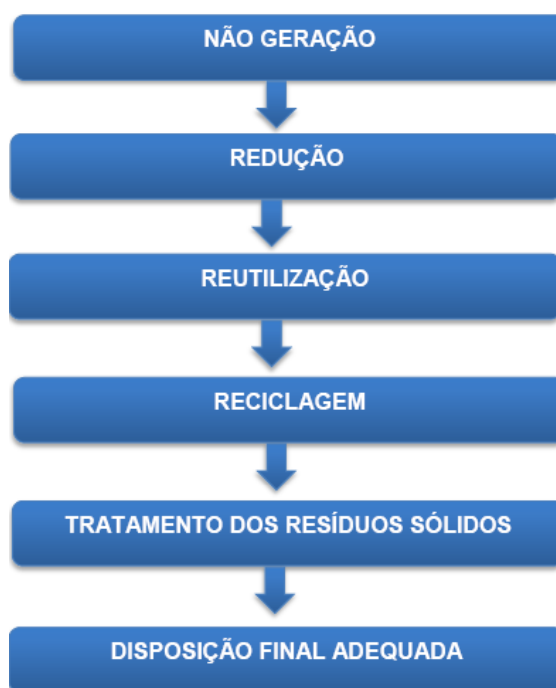 NÃO GERAÇÃO
REDUÇÃO
REUTILIZAÇÃO
RECICLAGEM
TRATAMENTO DOS RESÍDUOS SÓLIDOS
DISPOSIÇÃO FINAL ADEQUADA